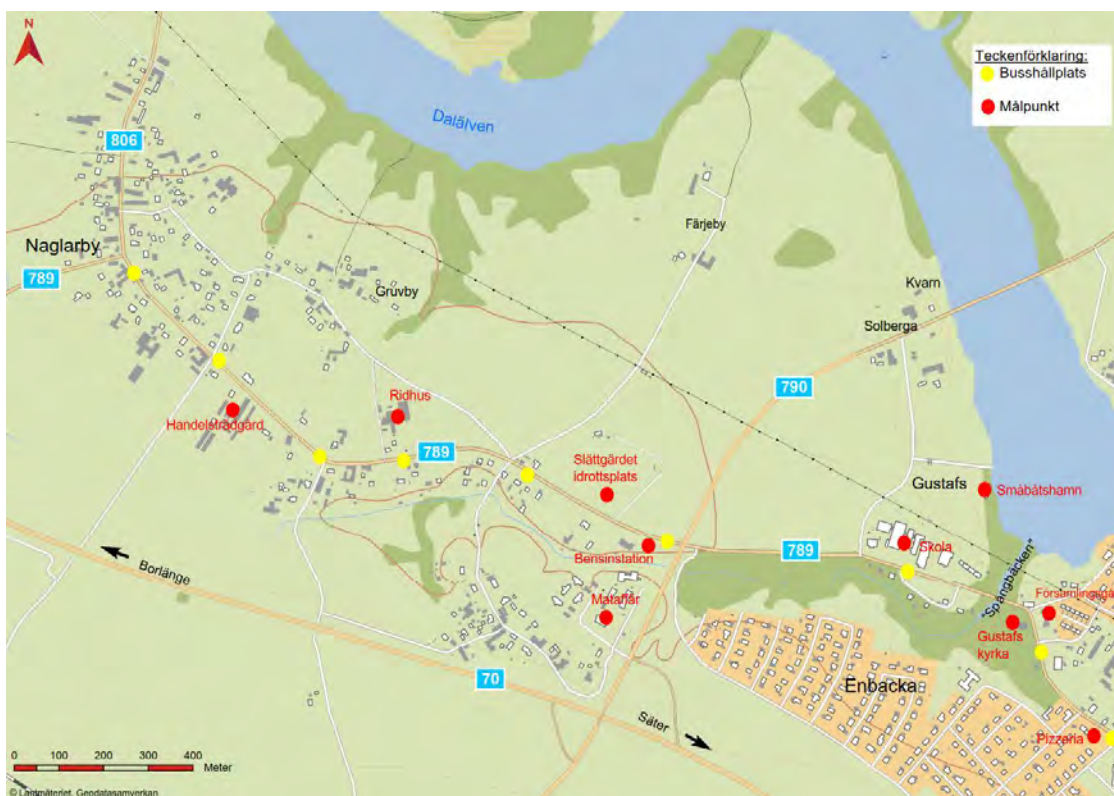 N
Teckenförklaring:
Busshållplats
Målpunkt
Dalälven
806
Naglarby
789
Färjeby
Gruvby
Kvarn
Solberga
790
Ridhus
Handelsträdgård
789
Slättgärdet
idrottsplats
Gustafs
Småbåtshamn
Skola
Bensinstation
789
Borlänge
"Spångbäcken"
Mataffär
Gustafs
kyrka
70
Enbacka
Säter
Pizzeria
0 100 200 300 400
Meter
© Lantmäteriet, Geodatasamverkan